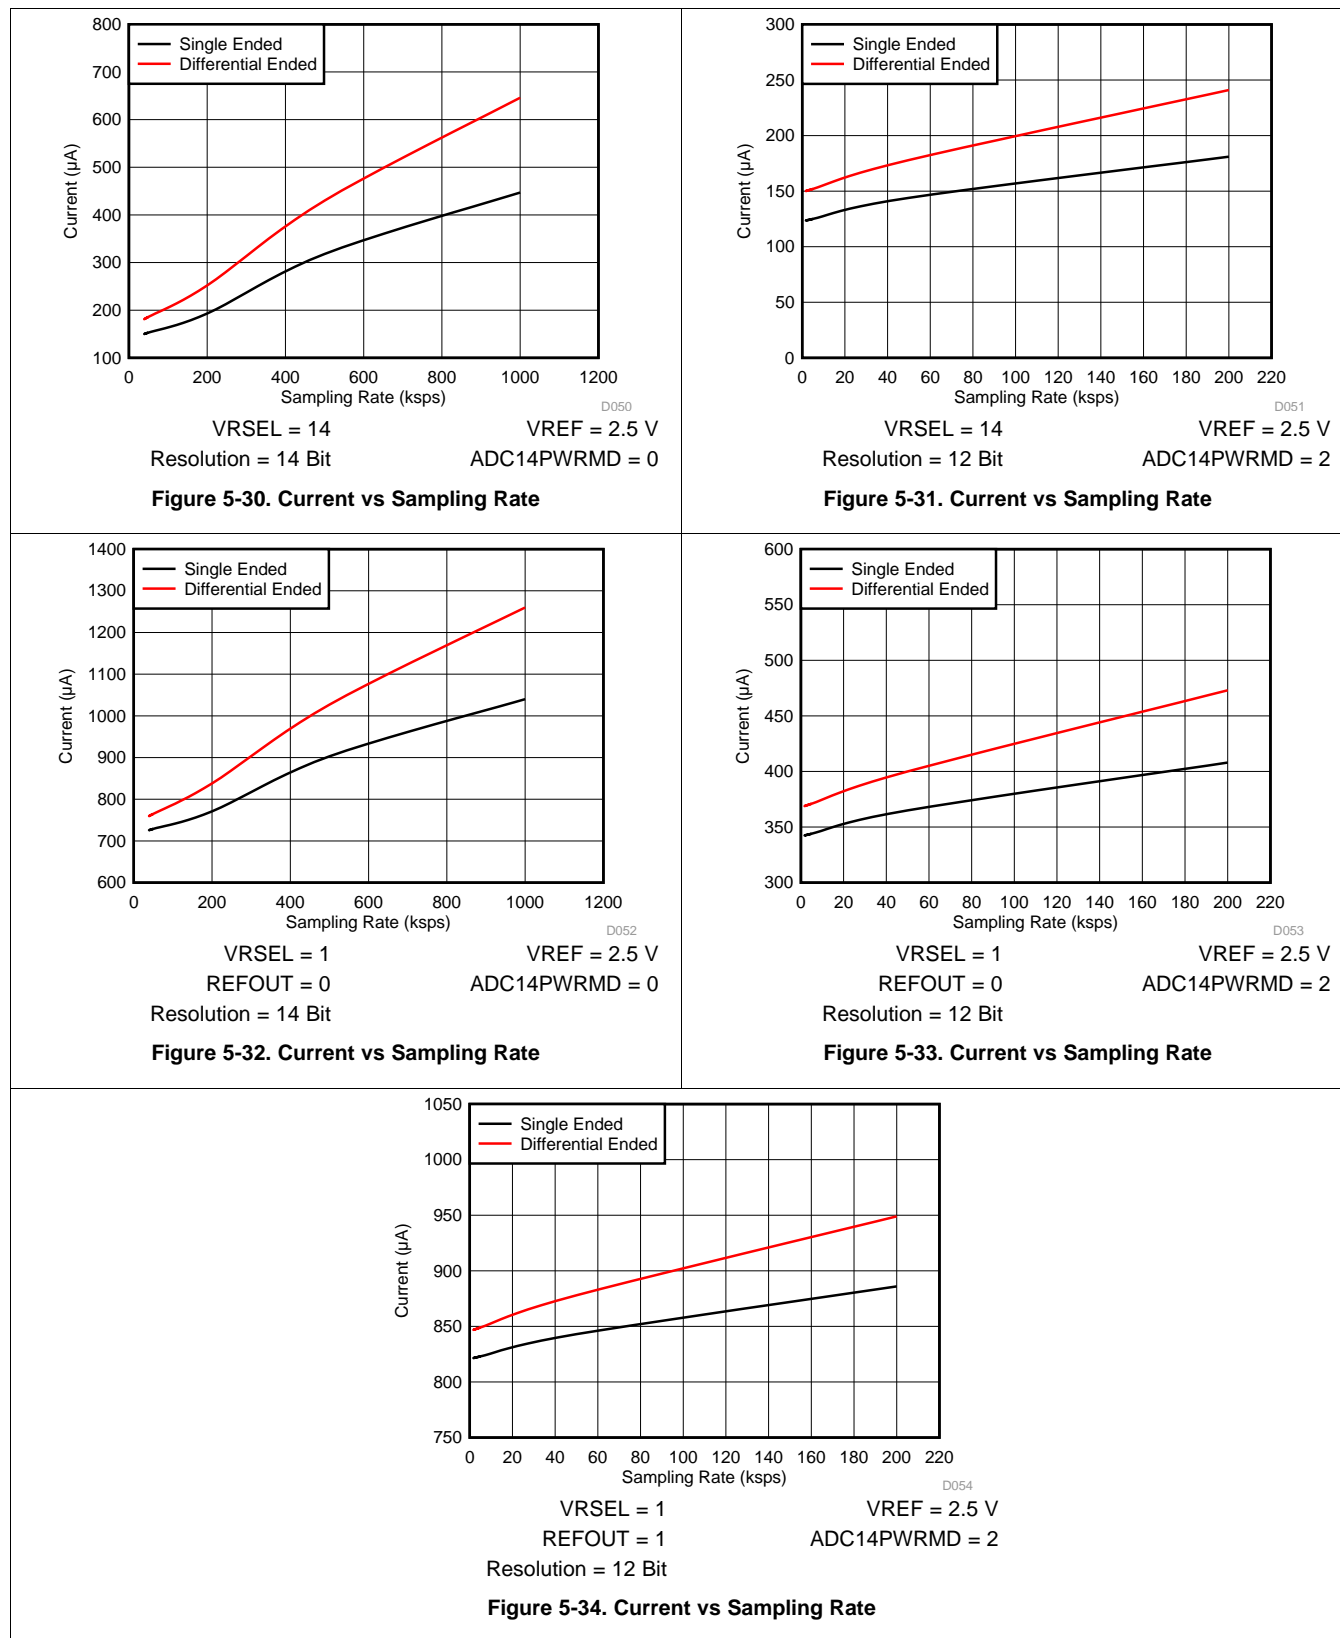 800
700
600
500
400
300
200
100
Current (µA)
Single Ended
Differential Ended
0 200 400 600 800 1000 1200
Sampling Rate (ksps)
D050
VRSEL = 14 VREF = 2.5 V
Resolution = 14 Bit ADC14PWRMD = 0
Figure 5-30. Current vs Sampling Rate
300
250
200
150
100
50
0
Current (µA)
Single Ended
Differential Ended
0 20 40 60 80 100 120 140 160 180 200 220
Sampling Rate (ksps)
D051
VRSEL = 14 VREF = 2.5 V
Resolution = 12 Bit ADC14PWRMD = 2
Figure 5-31. Current vs Sampling Rate
1400
1300
1200
1100
1000
900
800
700
600
Current (µA)
Single Ended
Differential Ended
0 200 400 600 800 1000 1200
Sampling Rate (ksps)
D052
VRSEL = 1 VREF = 2.5 V
REFOUT = 0 ADC14PWRMD = 0
Resolution = 14 Bit
Figure 5-32. Current vs Sampling Rate
600
550
500
450
400
350
300
Current (µA)
Single Ended
Differential Ended
0 20 40 60 80 100 120 140 160 180 200 220
Sampling Rate (ksps)
D053
VRSEL = 1 VREF = 2.5 V
REFOUT = 0 ADC14PWRMD = 2
Resolution = 12 Bit
Figure 5-33. Current vs Sampling Rate
1050
1000
950
900
850
800
750
Current (µA)
Single Ended
Differential Ended
0 20 40 60 80 100 120 140 160 180 200 220
Sampling Rate (ksps)
D054
VRSEL = 1 VREF = 2.5 V
REFOUT = 1 ADC14PWRMD = 2
Resolution = 12 Bit
Figure 5-34. Current vs Sampling Rate